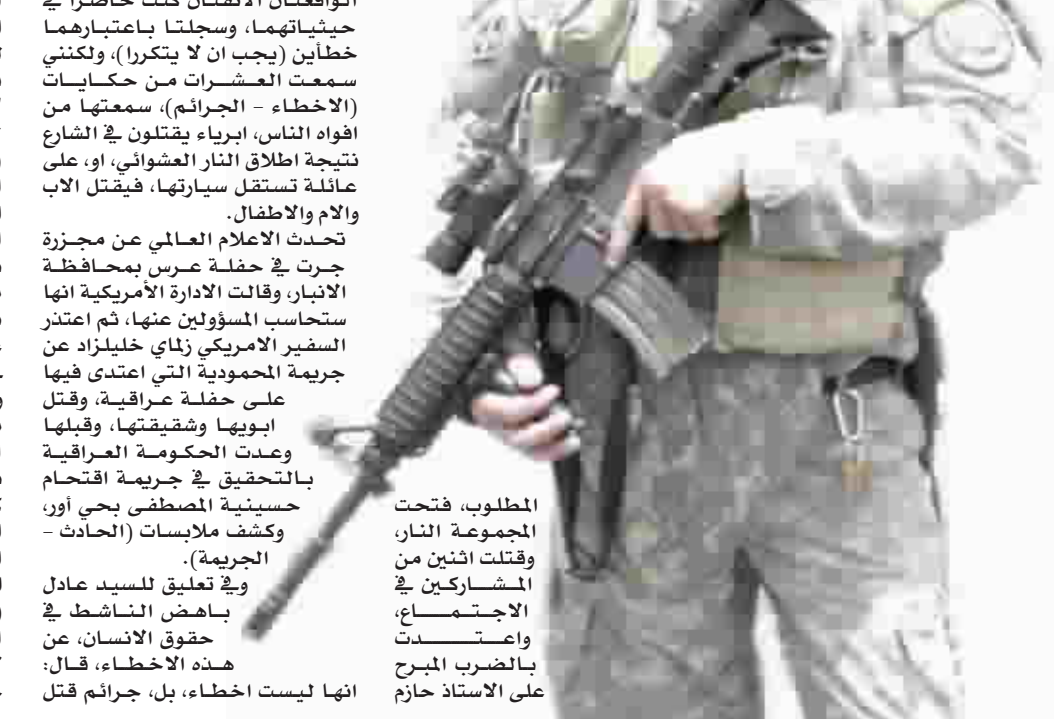 المطلوب، فتحت
المجموعة النار،
وقتلت اثنين من
المشاركين في
الاجتماع،
واعتدت
بالضرب المبرح
على الاستاذ حازم
الواقعتان الانفتان كنت حاضرا في
حيثياتهما، وسجلتا باعتبارهما
خطأين (يجب ان لا يتكررا)، ولكنني
سمعت العشرات من حكايات
(الاخطاء - الجرائم)، سمعتها من
افواه الناس، ابرياء يقتلون في الشارع
نتيجة اطلاق النار العشوائي، او، على
عائلة تستقل سيارتها، فيقتل الاب
والام والاطفال.
تحدث الاعلام العالمي عن مجزرة
جرت في حفلة عرس بمحافظة
الانبار، وقالت الادارة الأمريكية انها
ستحاسب المسؤولين عنها، ثم اعتذر
السفير الامريكي زلماي خليلزاد عن
جريمة المحمودية التي اعتدى فيها
على حفلة عراقية، وقتل
ابويها وشقيقتها، وقبلها
وعدت الحكومة العراقية
بالتحقيق في جريمة اقتحام
حسينية المصطفى بحي أور،
وكشف ملابسات (الحادث -
الجريمة).
وفي تعليق للسيد عادل
باهض الناشط في
حقوق الانسان، عن
هذه الاخطاء، قال:
انها ليست اخطاء، بل، جرائم قتل